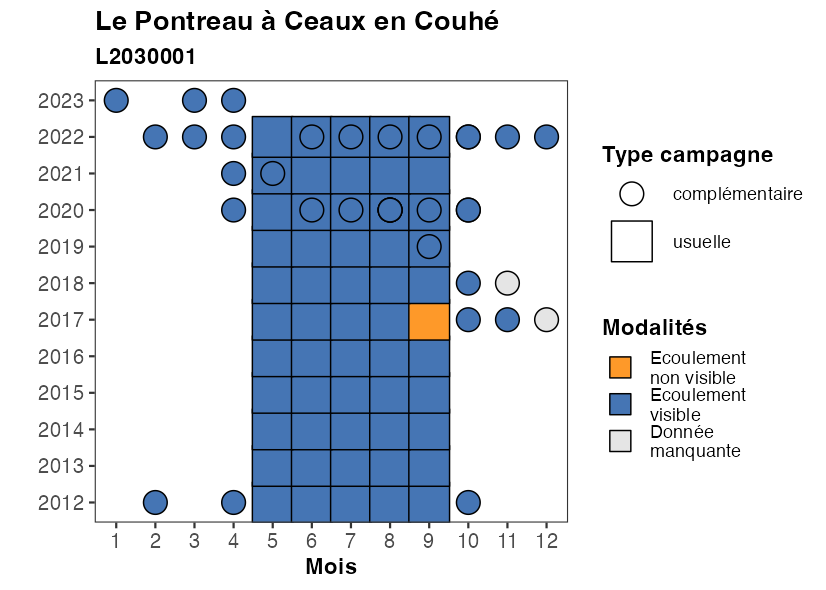 Le Pontreau à Ceaux en Couhé
L2030001
2023
2022
2021
2020
2019
2018
2017
2016
2015
2014
2013
2012
1 2 3 4 5 6 7 8 9 10 11 12
Mois
Type campagne
complémentaire
usuelle
Modalités
Ecoulement
non visible
Ecoulement
visible
Donnée
manquante